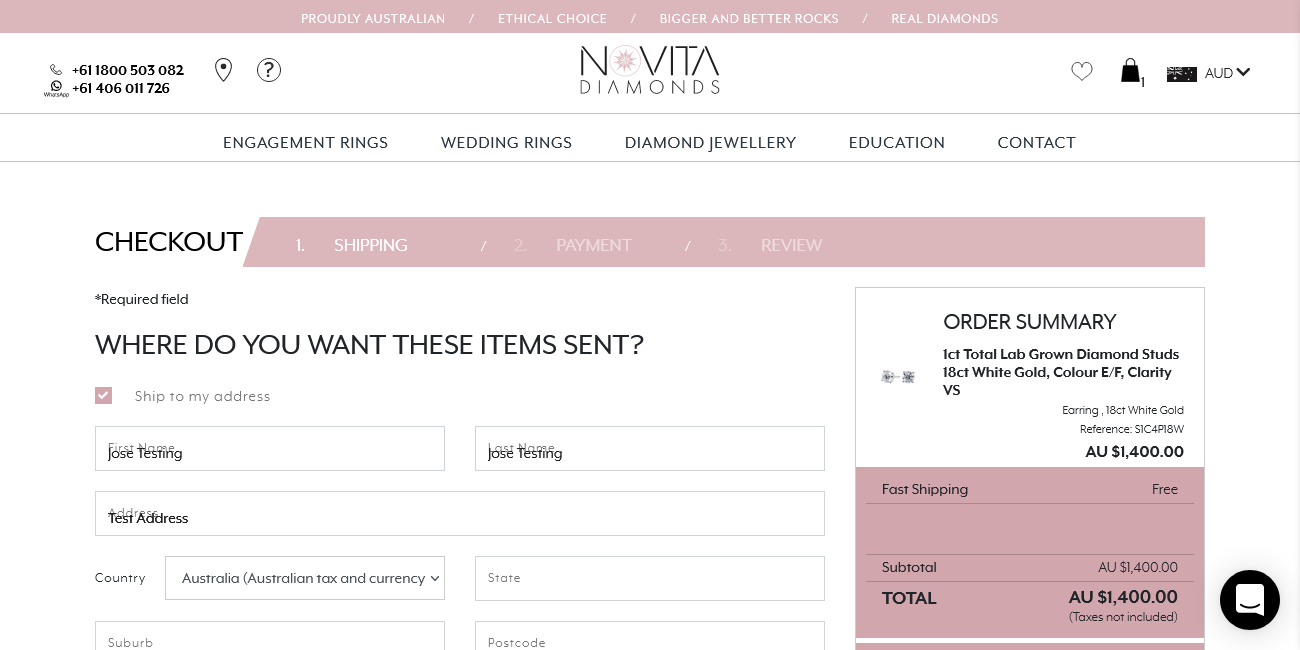 PROUDLY AUSTRALIAN / ETHICAL CHOICE / BIGGER AND BETTER ROCKS / REAL DIAMONDS
+61 1800 503 082
WhatsApp +61 406 011 726
?
NOVITA
DIAMONDS
1
AUD
ENGAGEMENT RINGS WEDDING RINGS DIAMOND JEWELLERY EDUCATION CONTACT
CHECKOUT 1. SHIPPING / 2. PAYMENT / 3. REVIEW
*Required field
WHERE DO YOU WANT THESE ITEMS SENT?
Ship to my address
First Name
Jose Testing
Last Name
Jose Testing
Address
Test Address
Country Australia (Australian tax and currency
State
Suburb
Postcode
ORDER SUMMARY
1ct Total Lab Grown Diamond Studs
18ct White Gold, Colour E/F, Clarity
VS
Earring , 18ct White Gold
Reference: S1C4P18W
AU $1,400.00
Fast Shipping Free
Subtotal AU $1,400.00
TOTAL AU $1,400.00
(Taxes not included)